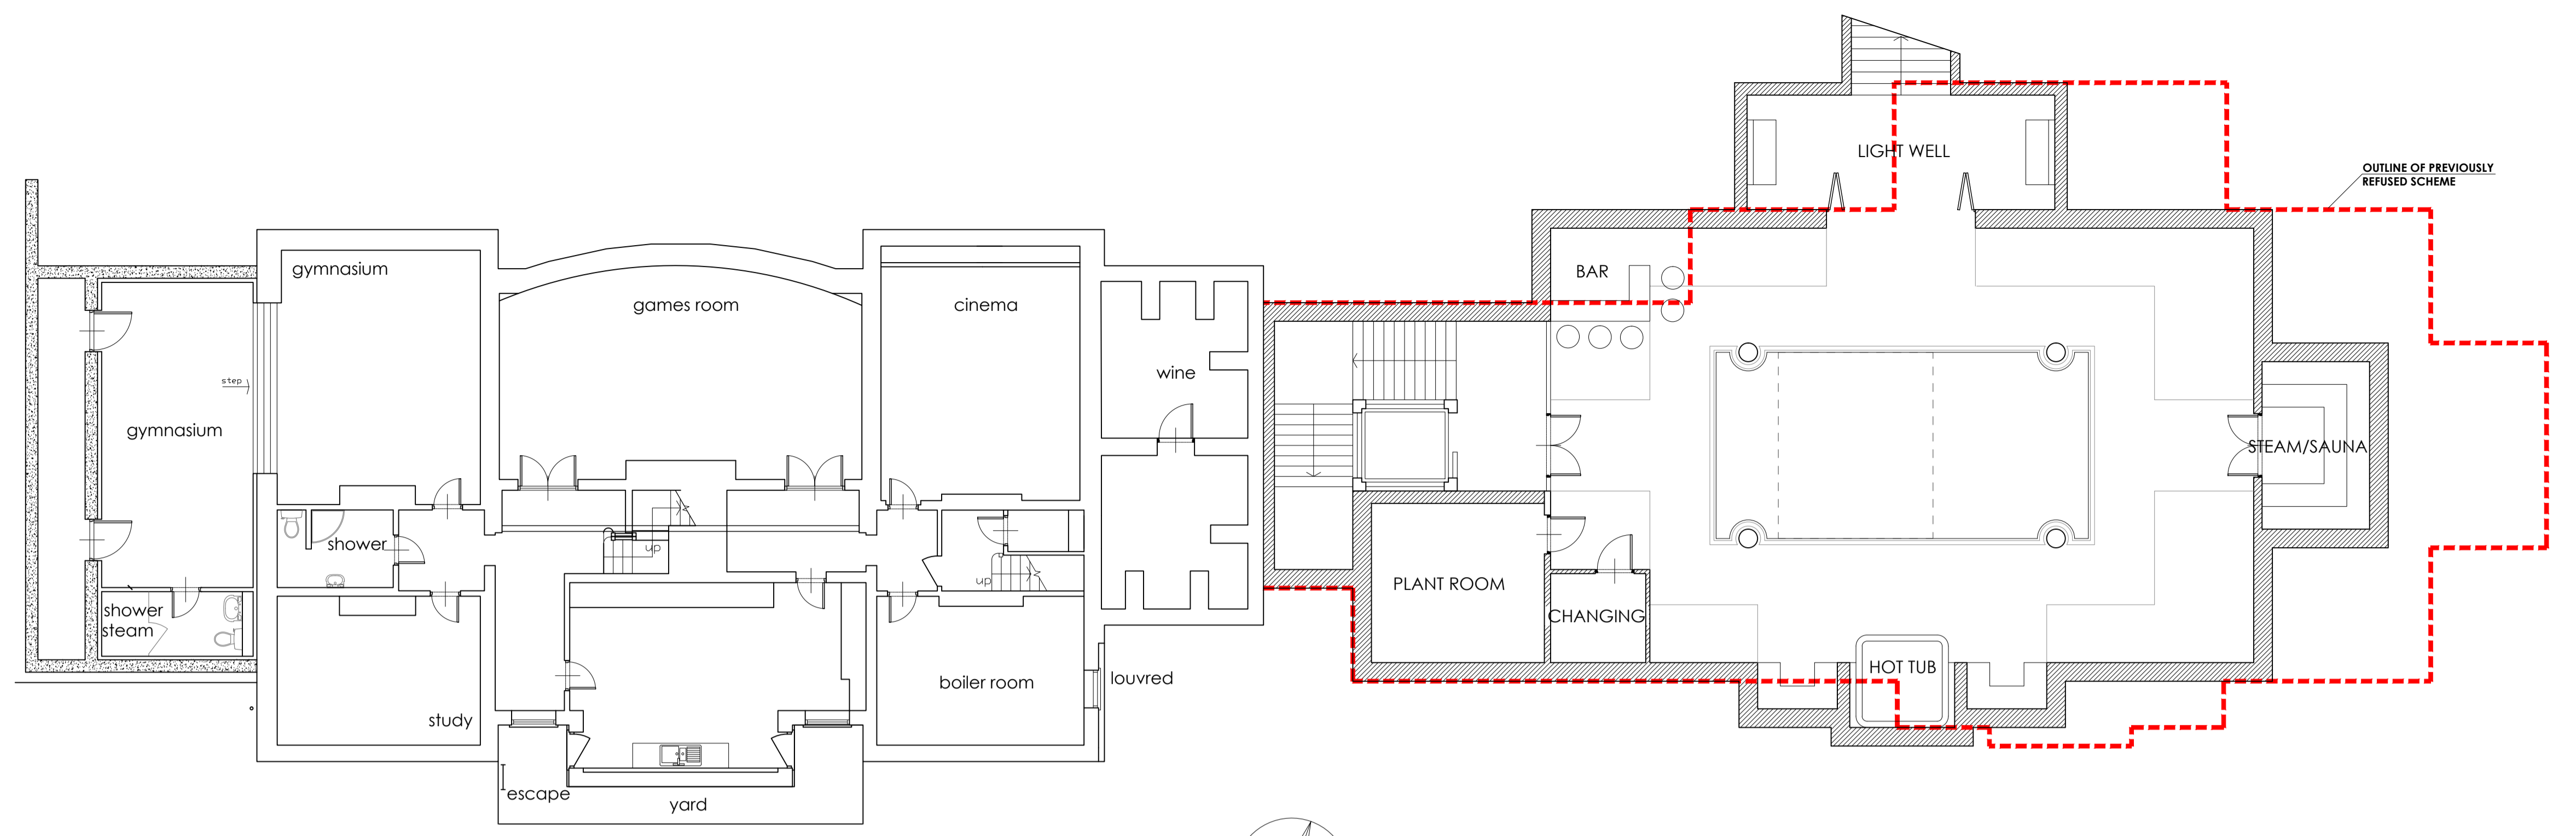 LIGHT WELL
OUTLINE OF PREVIOUSLY
REFUSED SCHEME
gymnasium
games room
cinema
BAR
wine
step
gymnasium
STEAM/SAUNA
shower
up
up
PLANT ROOM
shower
steam
CHANGING
HOT TUB
study
boiler room
louvred
escape
yard